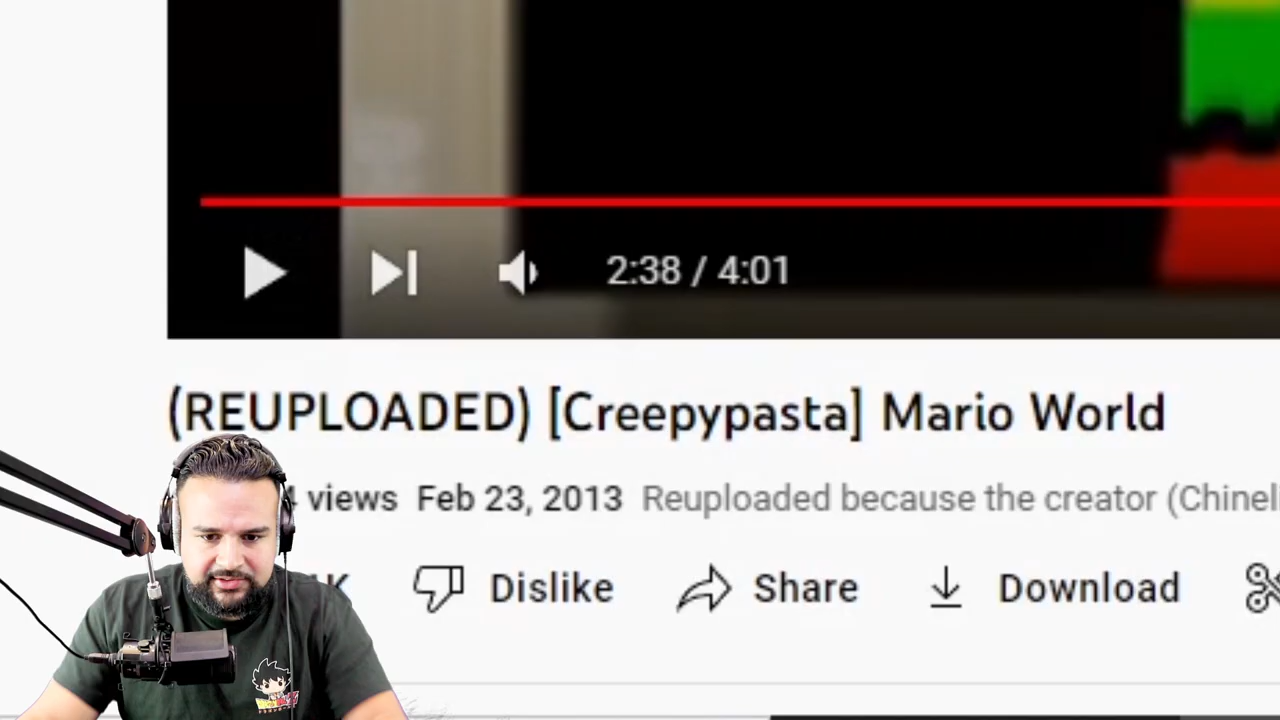 2:38 / 4:01
(REUPLOADED) [Creepypasta] Mario World
views Feb 23, 2013 Reuploaded because the creator
Dislike Share Download